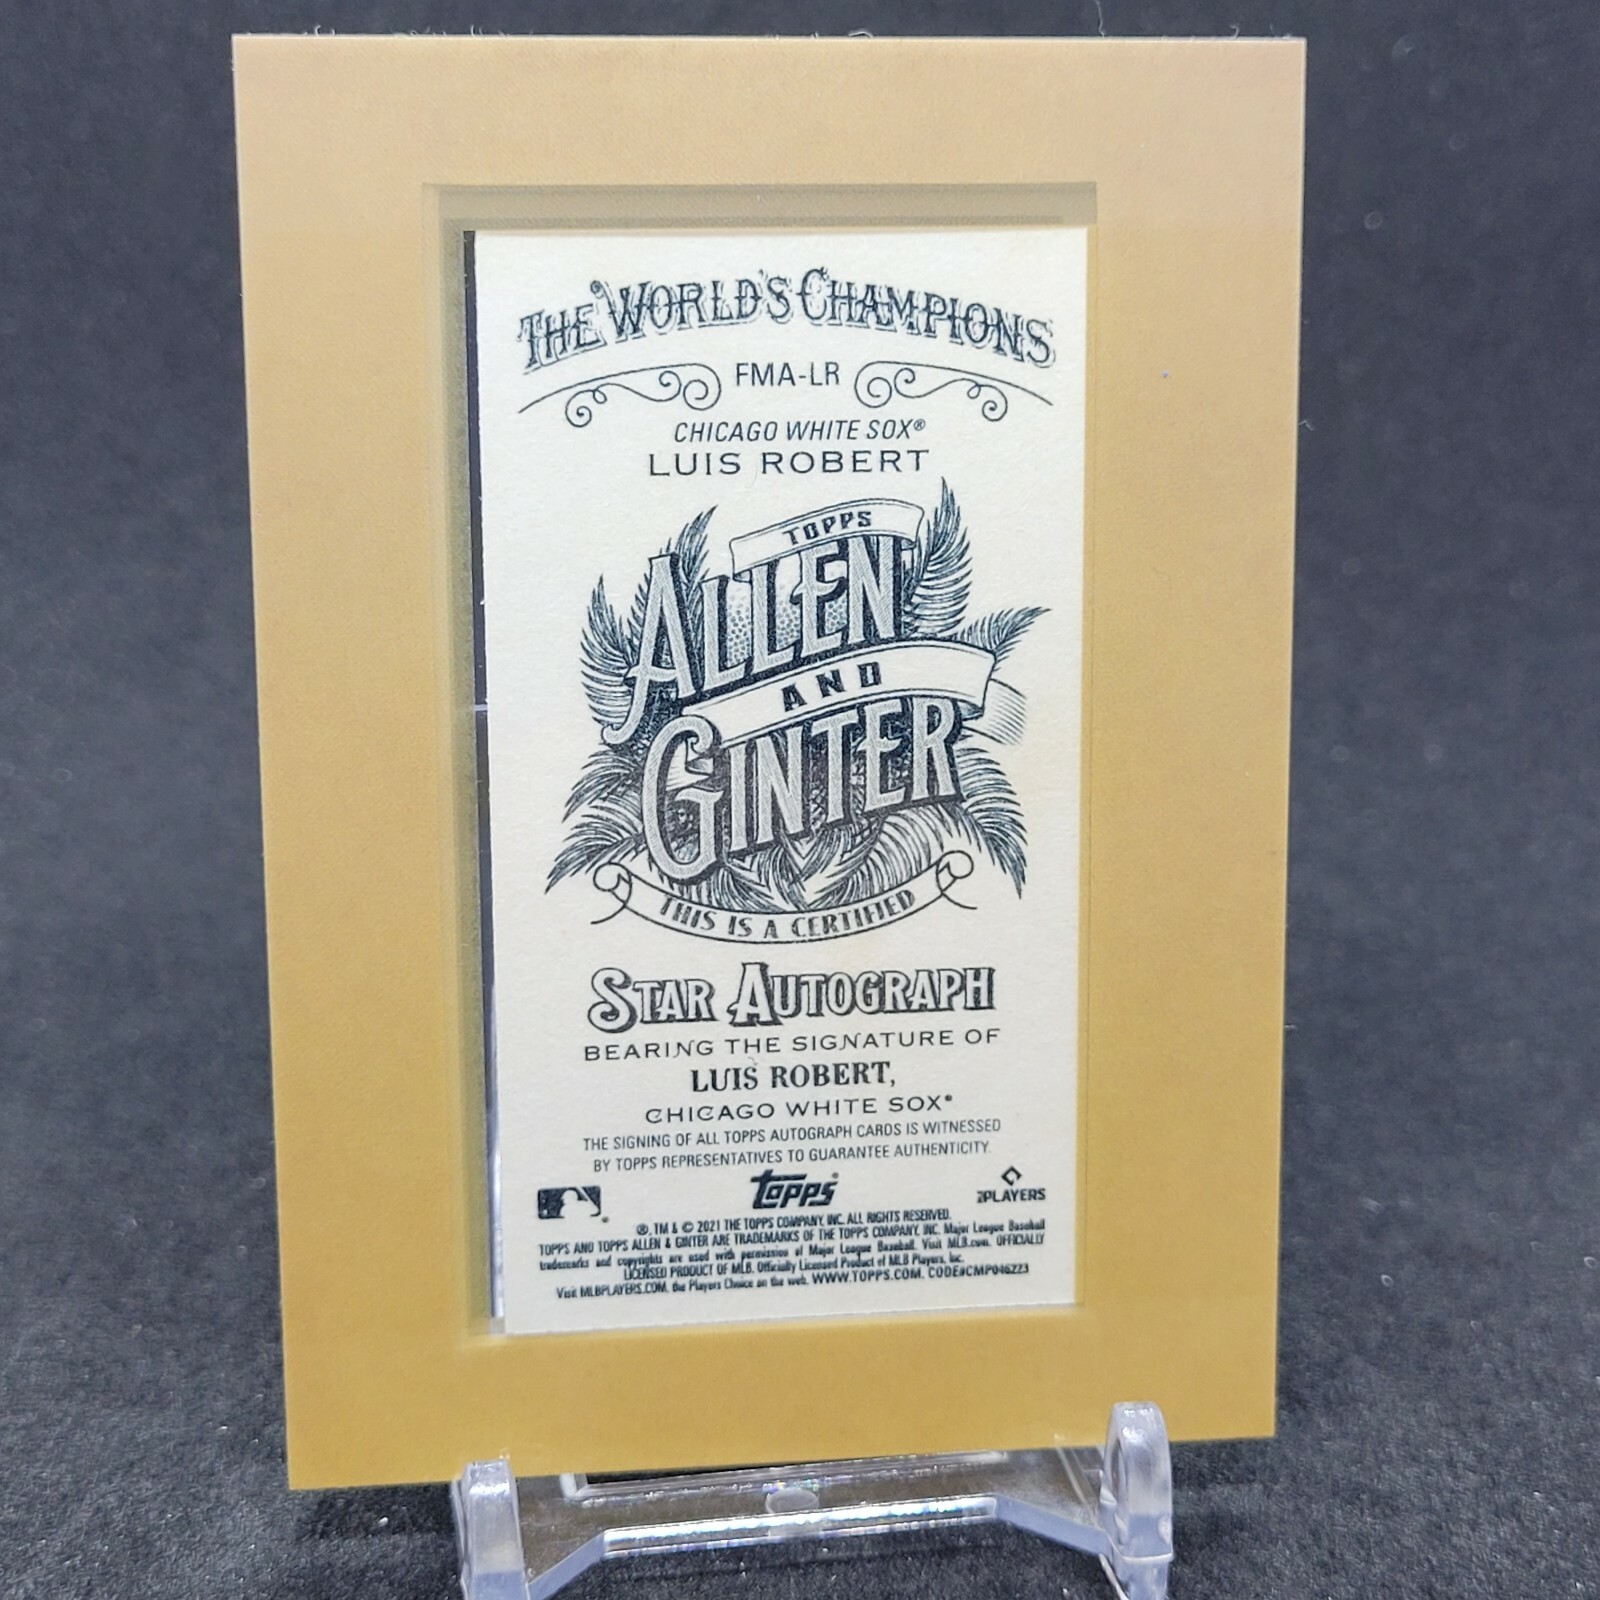 THE WORLD'S CHAMPIONS
FMA-LR
CHICAGO WHITE SOX®
LUIS ROBERT
TOPPS
ALLEN
AND
GINTER
THIS IS A CERTIFIED
STAR AUTOGRAPH
BEARING THE SIGNATURE OF
LUIS ROBERT,
CHICAGO WHITE SOX®
THE SIGNING OF ALL TOPPS AUTOGRAPH CARDS IS WITNESSED
BY TOPPS REPRESENTATIVES TO GUARANTEE AUTHENTICITY.
topps®
PLAYERS
®, TM & © 2021 THE TOPPS COMPANY, INC. ALL RIGHTS RESERVED.
TOPPS AND TOPPS ALLEN & GINTER ARE TRADEMARKS OF THE TOPPS COMPANY, INC. Major League Baseball
trademarks and copyrights are used with permission of Major League Baseball. Visit MLB.com. OFFICIALLY
LICENSED PRODUCT OF MLB. Officially Licensed Product of MLB Players, Inc.
Visit MLBPLAYERS.COM, the Players Choice on the web. WWW.TOPPS.COM. CODE#CMP046223